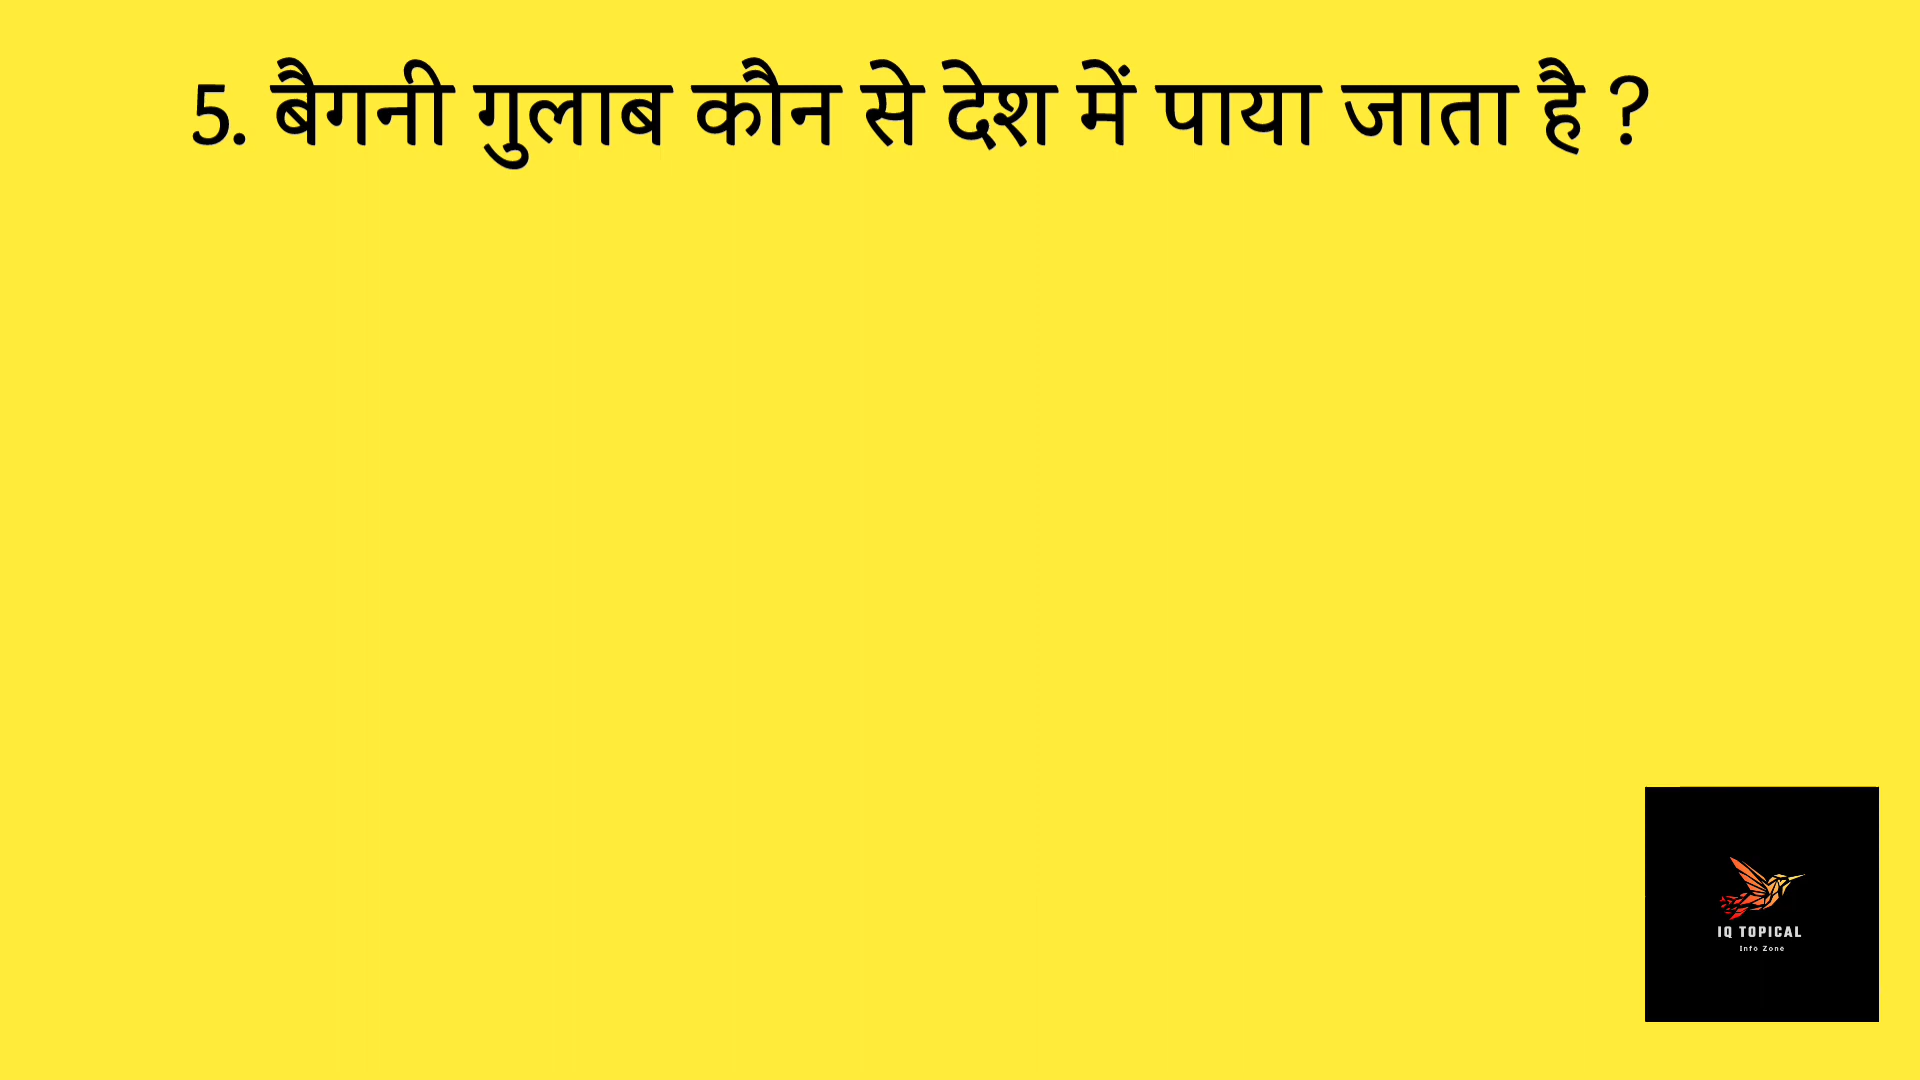 5. बैगनी गुलाब कौन से देश में पाया जाता है ?
IQ TOPICAL
Info Zone